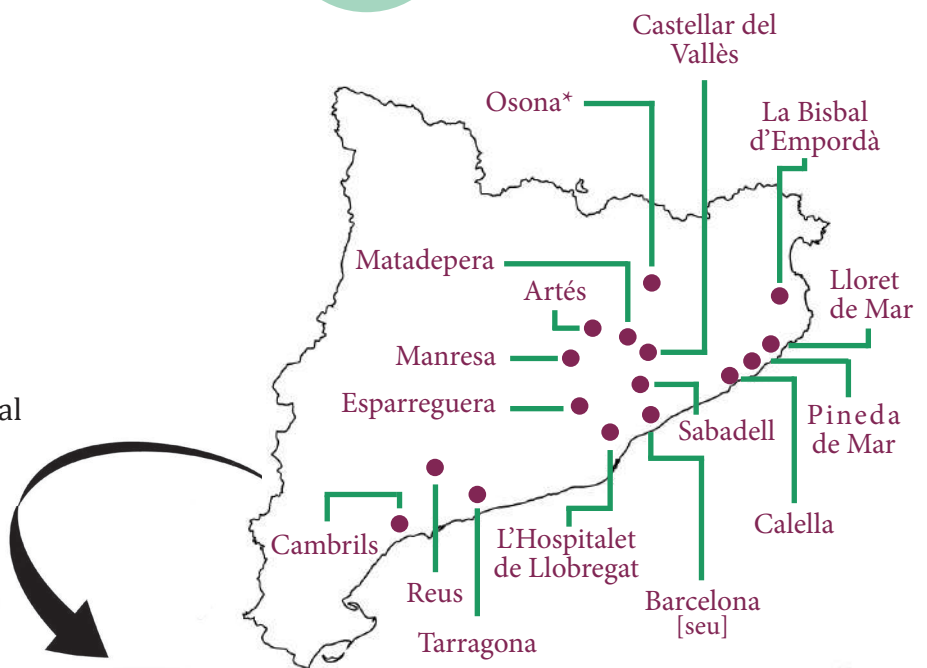 Castellar del
Vallès
Osona*
La Bisbal
d'Empordà
Matadepera
Lloret
de Mar
Artés
Manresa
Esparreguera
al
Sabadell
Pineda
de Mar
Cambrils
L'Hospitalet
de Llobregat
Calella
Reus
Barcelona
[seu]
Tarragona